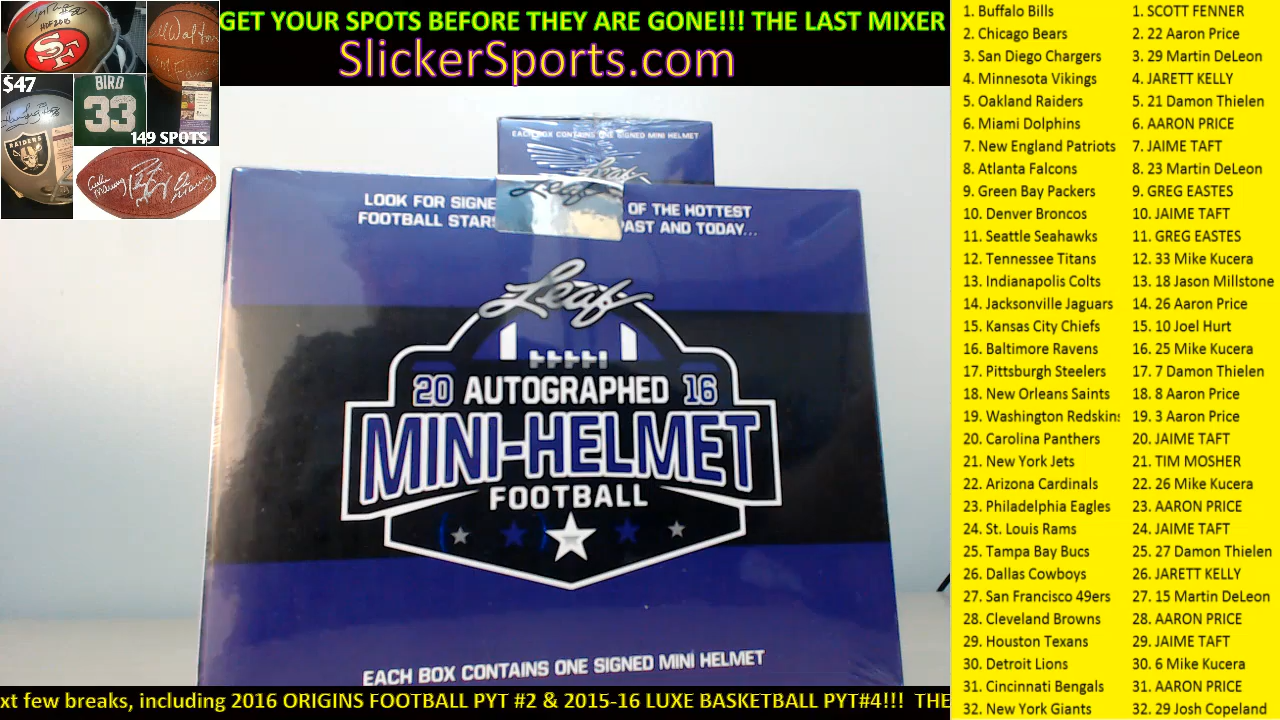 GET YOUR SPOTS BEFORE THEY ARE GONE!!! THE LAST MIXER
SlickerSports.com
$47
BIRD
33
149 SPOTS
RAIDERS
EACH BOX CONTAINS ONE SIGNED MINI HELMET
Leaf
LOOK FOR SIGNE OF THE HOTTEST
FOOTBALL STARS PAST AND TODAY...
Leaf
20 AUTOGRAPHED 16
MINI-HELMET
FOOTBALL
EACH BOX CONTAINS ONE SIGNED MINI HELMET
xt few breaks, including 2016 ORIGINS FOOTBALL PYT #2 & 2015-16 LUXE BASKETBALL PYT#4!!! THE
1. Buffalo Bills 1. SCOTT FENNER
2. Chicago Bears 2. 22 Aaron Price
3. San Diego Chargers 3. 29 Martin DeLeon
4. Minnesota Vikings 4. JARETT KELLY
5. Oakland Raiders 5. 21 Damon Thielen
6. Miami Dolphins 6. AARON PRICE
7. New England Patriots 7. JAIME TAFT
8. Atlanta Falcons 8. 23 Martin DeLeon
9. Green Bay Packers 9. GREG EASTES
10. Denver Broncos 10. JAIME TAFT
11. Seattle Seahawks 11. GREG EASTES
12. Tennessee Titans 12. 33 Mike Kucera
13. Indianapolis Colts 13. 18 Jason Millstone
14. Jacksonville Jaguars 14. 26 Aaron Price
15. Kansas City Chiefs 15. 10 Joel Hurt
16. Baltimore Ravens 16. 25 Mike Kucera
17. Pittsburgh Steelers 17. 7 Damon Thielen
18. New Orleans Saints 18. 8 Aaron Price
19. Washington Redskins 19. 3 Aaron Price
20. Carolina Panthers 20. JAIME TAFT
21. New York Jets 21. TIM MOSHER
22. Arizona Cardinals 22. 26 Mike Kucera
23. Philadelphia Eagles 23. AARON PRICE
24. St. Louis Rams 24. JAIME TAFT
25. Tampa Bay Bucs 25. 27 Damon Thielen
26. Dallas Cowboys 26. JARETT KELLY
27. San Francisco 49ers 27. 15 Martin DeLeon
28. Cleveland Browns 28. AARON PRICE
29. Houston Texans 29. JAIME TAFT
30. Detroit Lions 30. 6 Mike Kucera
31. Cincinnati Bengals 31. AARON PRICE
32. New York Giants 32. 29 Josh Copeland